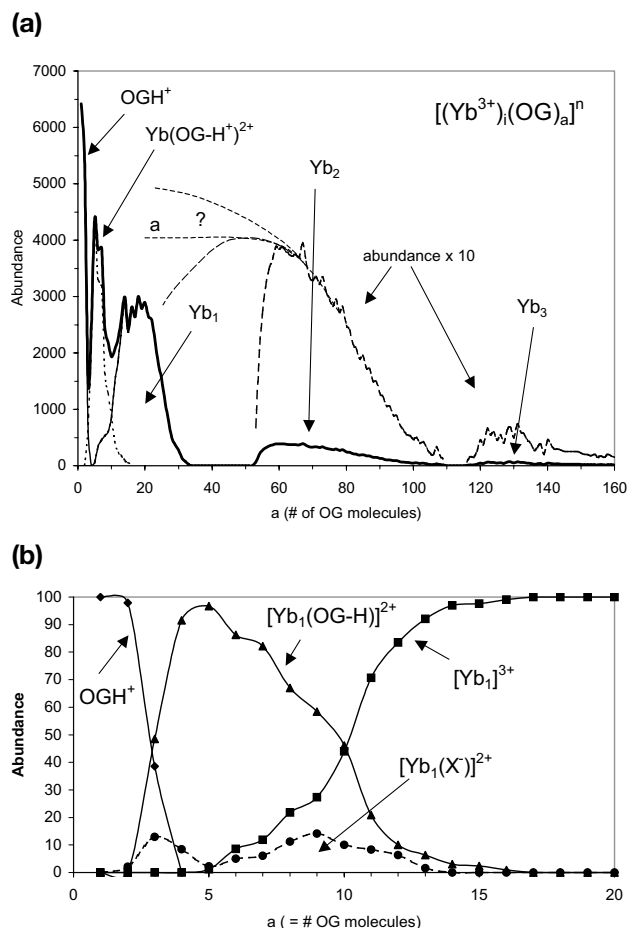 (a)
7000
6000
5000
4000
3000
2000
1000
0
Abundance
OGH⁺
Yb(OG-H⁺)²⁺
[(Yb³⁺)ᵢ(OG)ₐ]ⁿ
Yb₂
a
?
abundance x 10
Yb₁
Yb₃
0 20 40 60 80 100 120 140 160
a (# of OG molecules)
(b)
100
90
80
70
60
50
40
30
20
10
0
Abundance
[Yb₁(OG-H)]²⁺
OGH⁺
[Yb₁]³⁺
[Yb₁(X⁻)]²⁺
0 5 10 15 20
a ( = # OG molecules)